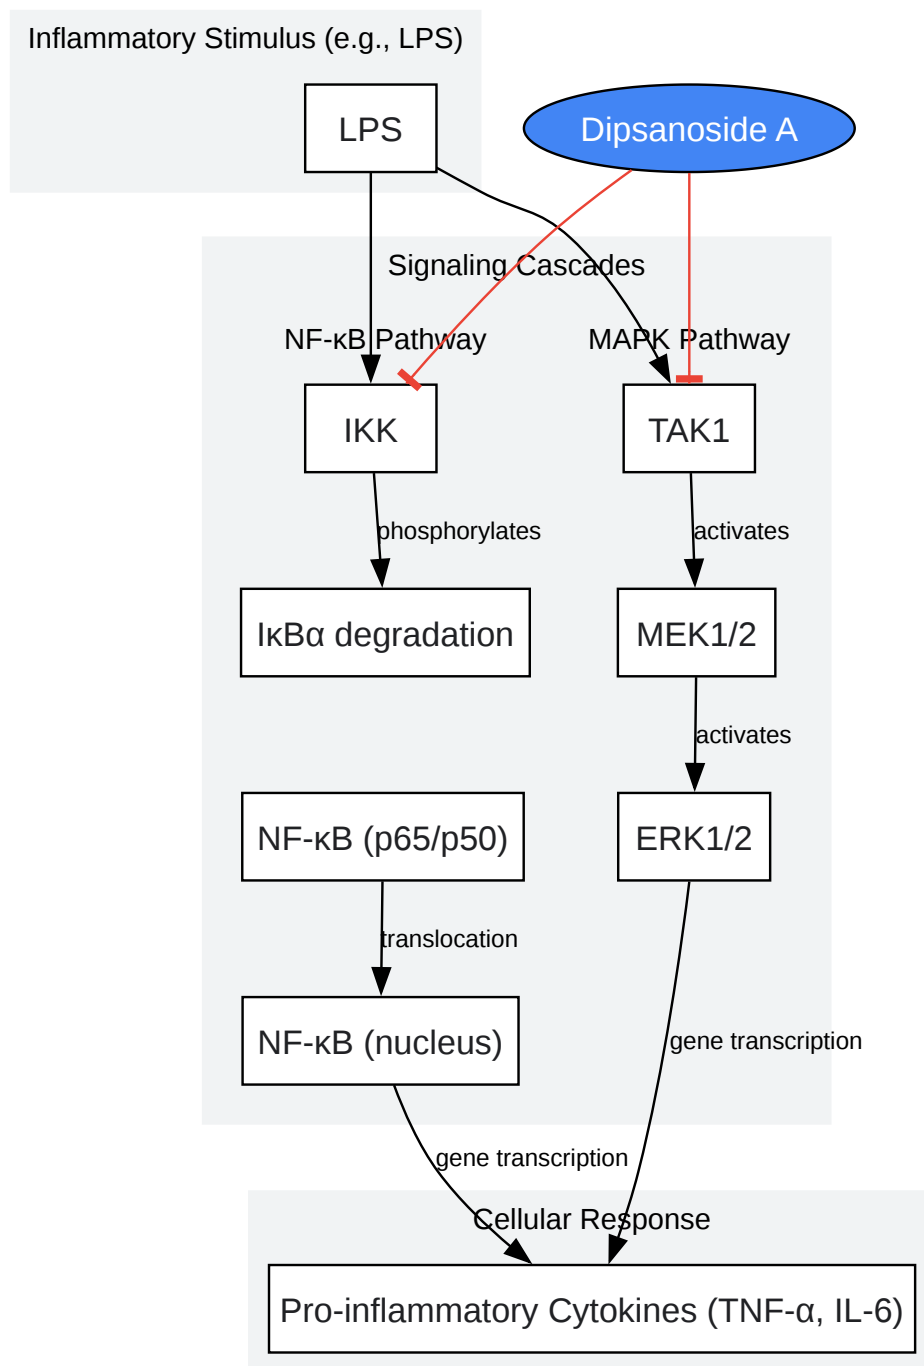 Inflammatory Stimulus (e.g., LPS)
LPS
Dipsanoside A
Signaling Cascades
NF-κB Pathway
MAPK Pathway
IKK
TAK1
phosphorylates
activates
IκBα degradation
MEK1/2
activates
NF-κB (p65/p50)
ERK1/2
translocation
NF-κB (nucleus)
gene transcription
gene transcription
Cellular Response
Pro-inflammatory Cytokines (TNF-α, IL-6)